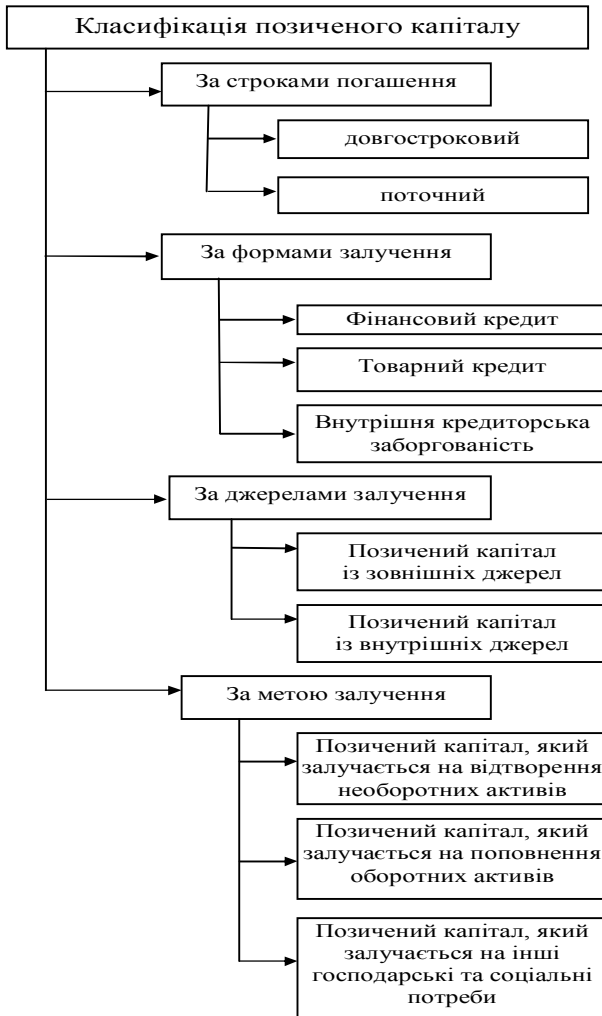 Класифікація позиченого капіталу
За строками погашення
довгостроковий
поточний
За формами залучення
Фінансовий кредит
Товарний кредит
Внутрішня кредиторська
заборгованість
За джерелами залучення
Позичений капітал
із зовнішніх джерел
Позичений капітал
із внутрішніх джерел
За метою залучення
Позичений капітал, який
залучається на відтворення
необоротних активів
Позичений капітал, який
залучається на поповнення
оборотних активів
Позичений капітал, який
залучається на інші
господарські та соціальні
потреби